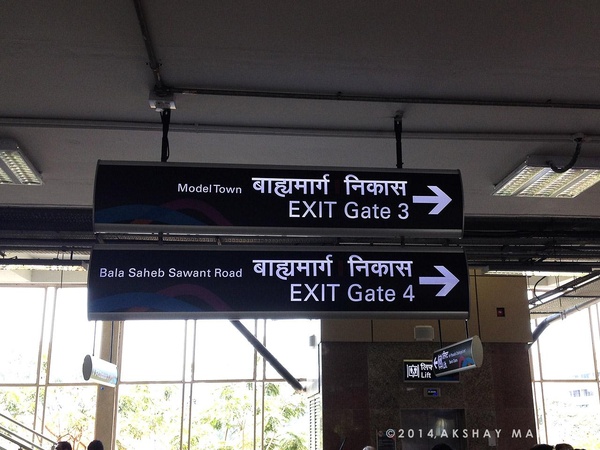 Model Town बाह्यमार्ग निकास
EXIT Gate 3
Bala Saheb Sawant Road बाह्यमार्ग निकास
EXIT Gate 4
लिफ्ट
Lift
©2014 AKSHAY MA